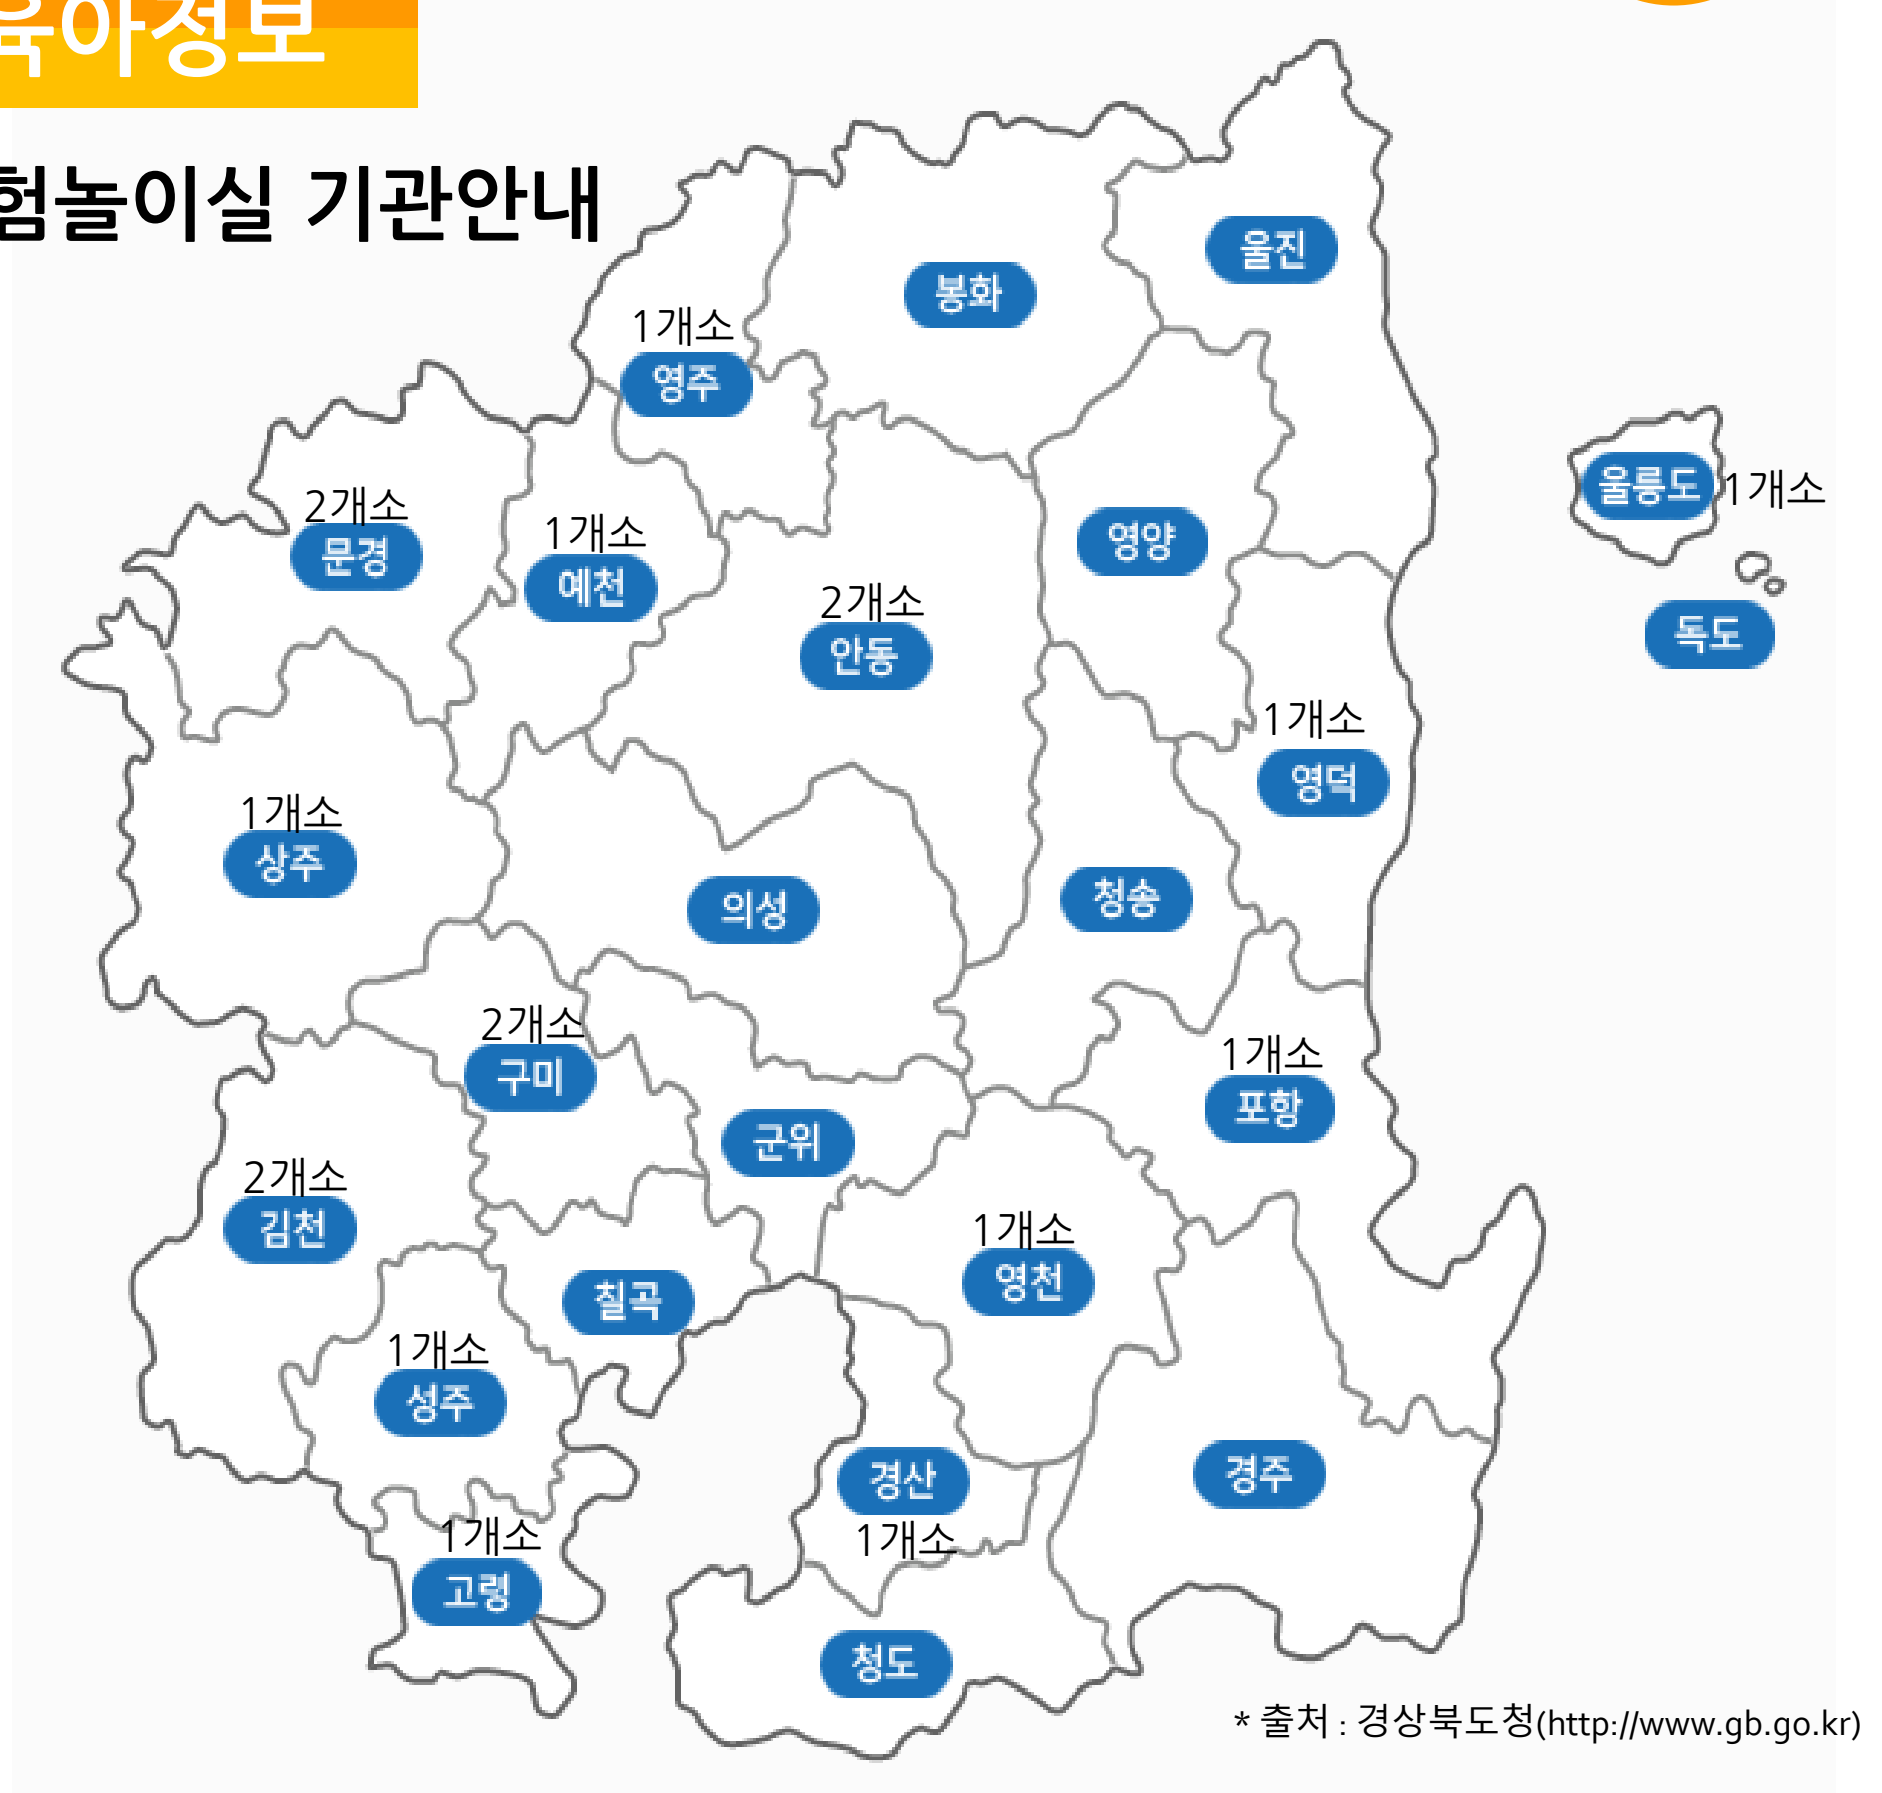 육아정보
험놀이실 기관안내
울진
봉화
1개소
영주
2개소
문경
1개소
예천
울릉도 1개소
영양
2개소
안동
독도
1개소
영덕
1개소
상주
의성
청송
2개소
구미
1개소
포항
군위
2개소
김천
1개소
영천
칠곡
1개소
성주
경산
1개소
경주
1개소
고령
청도
* 출처 : 경상북도청(http://www.gb.go.kr)